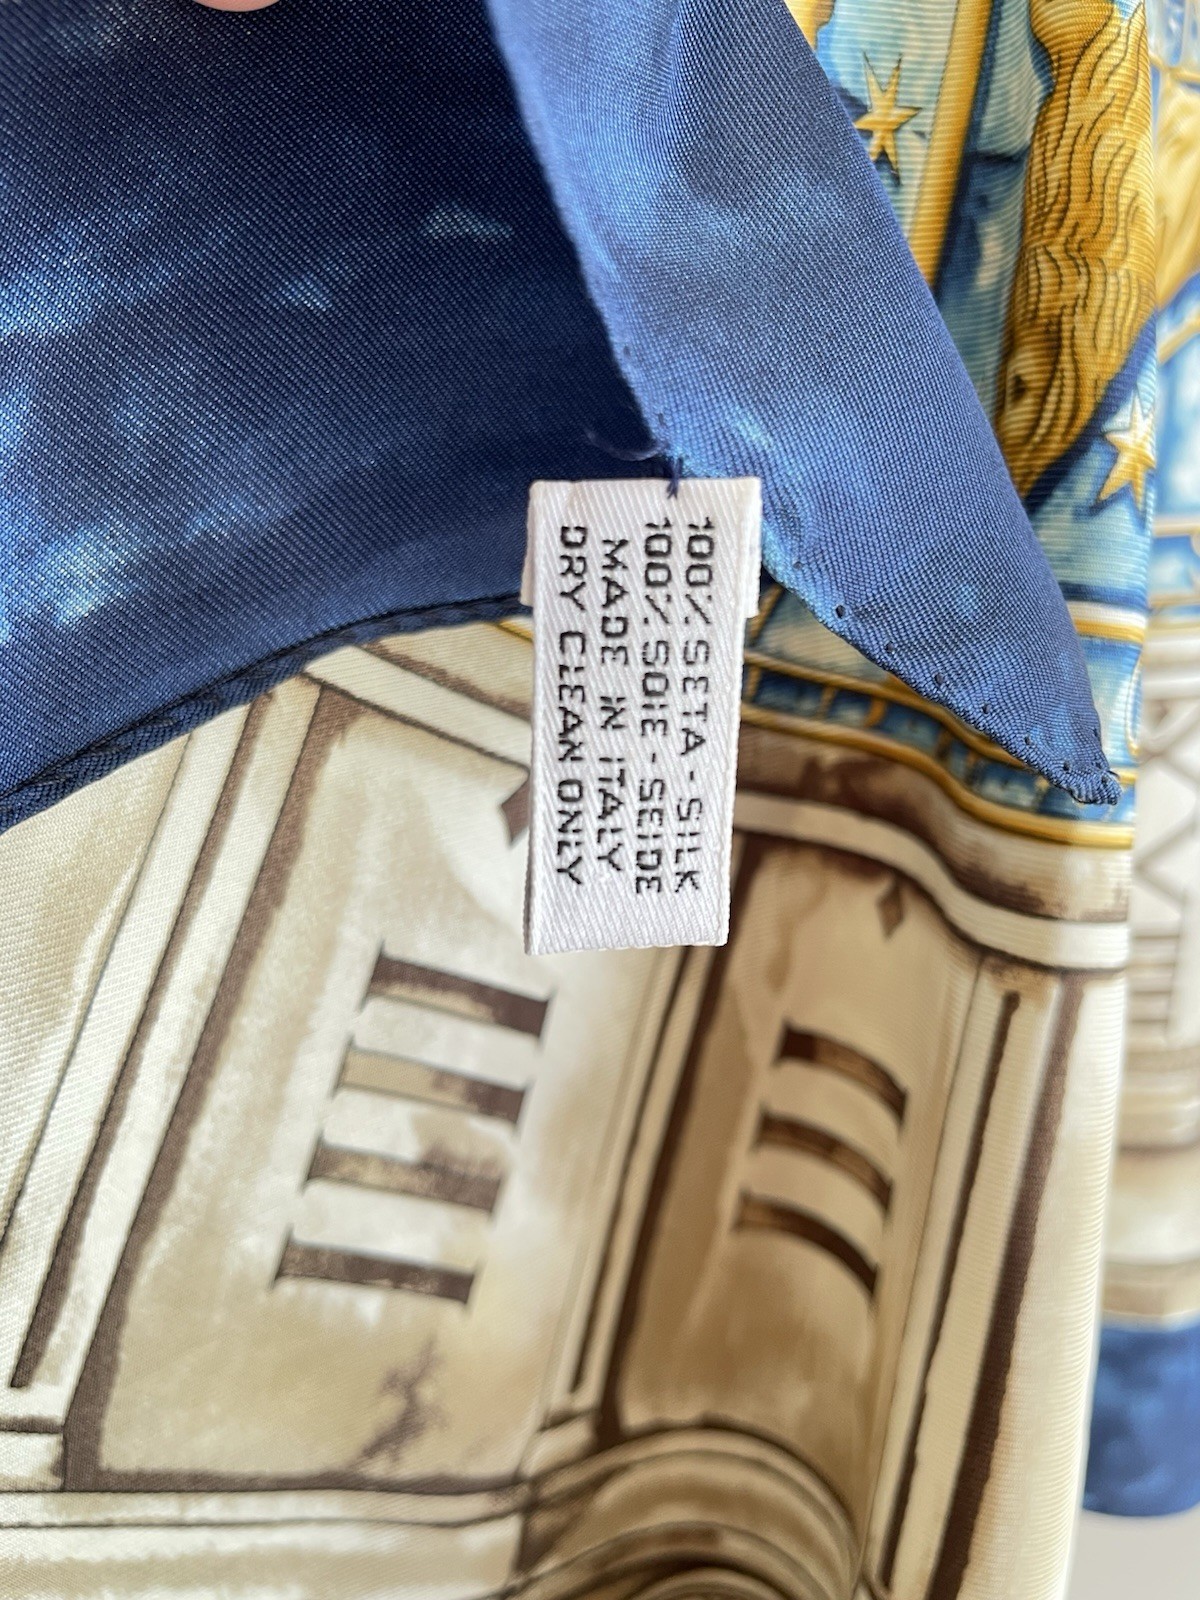 100% SETA - SILK
100% SOIE - SEIDE
MADE IN ITALY
DRY CLEAN ONLY